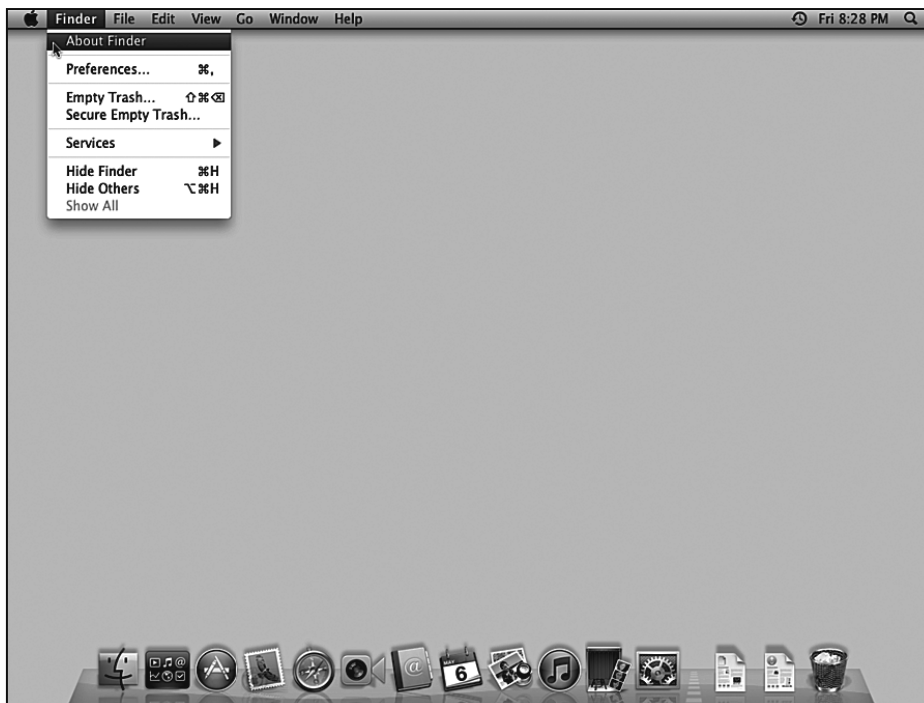 Finder File Edit View Go Window Help Fri 8:28 PM
About Finder
Preferences... ⌘,
Empty Trash... ⇧⌘⌫
Secure Empty Trash...
Services ▶
Hide Finder ⌘H
Hide Others ⌥⌘H
Show All
@
MAY
6